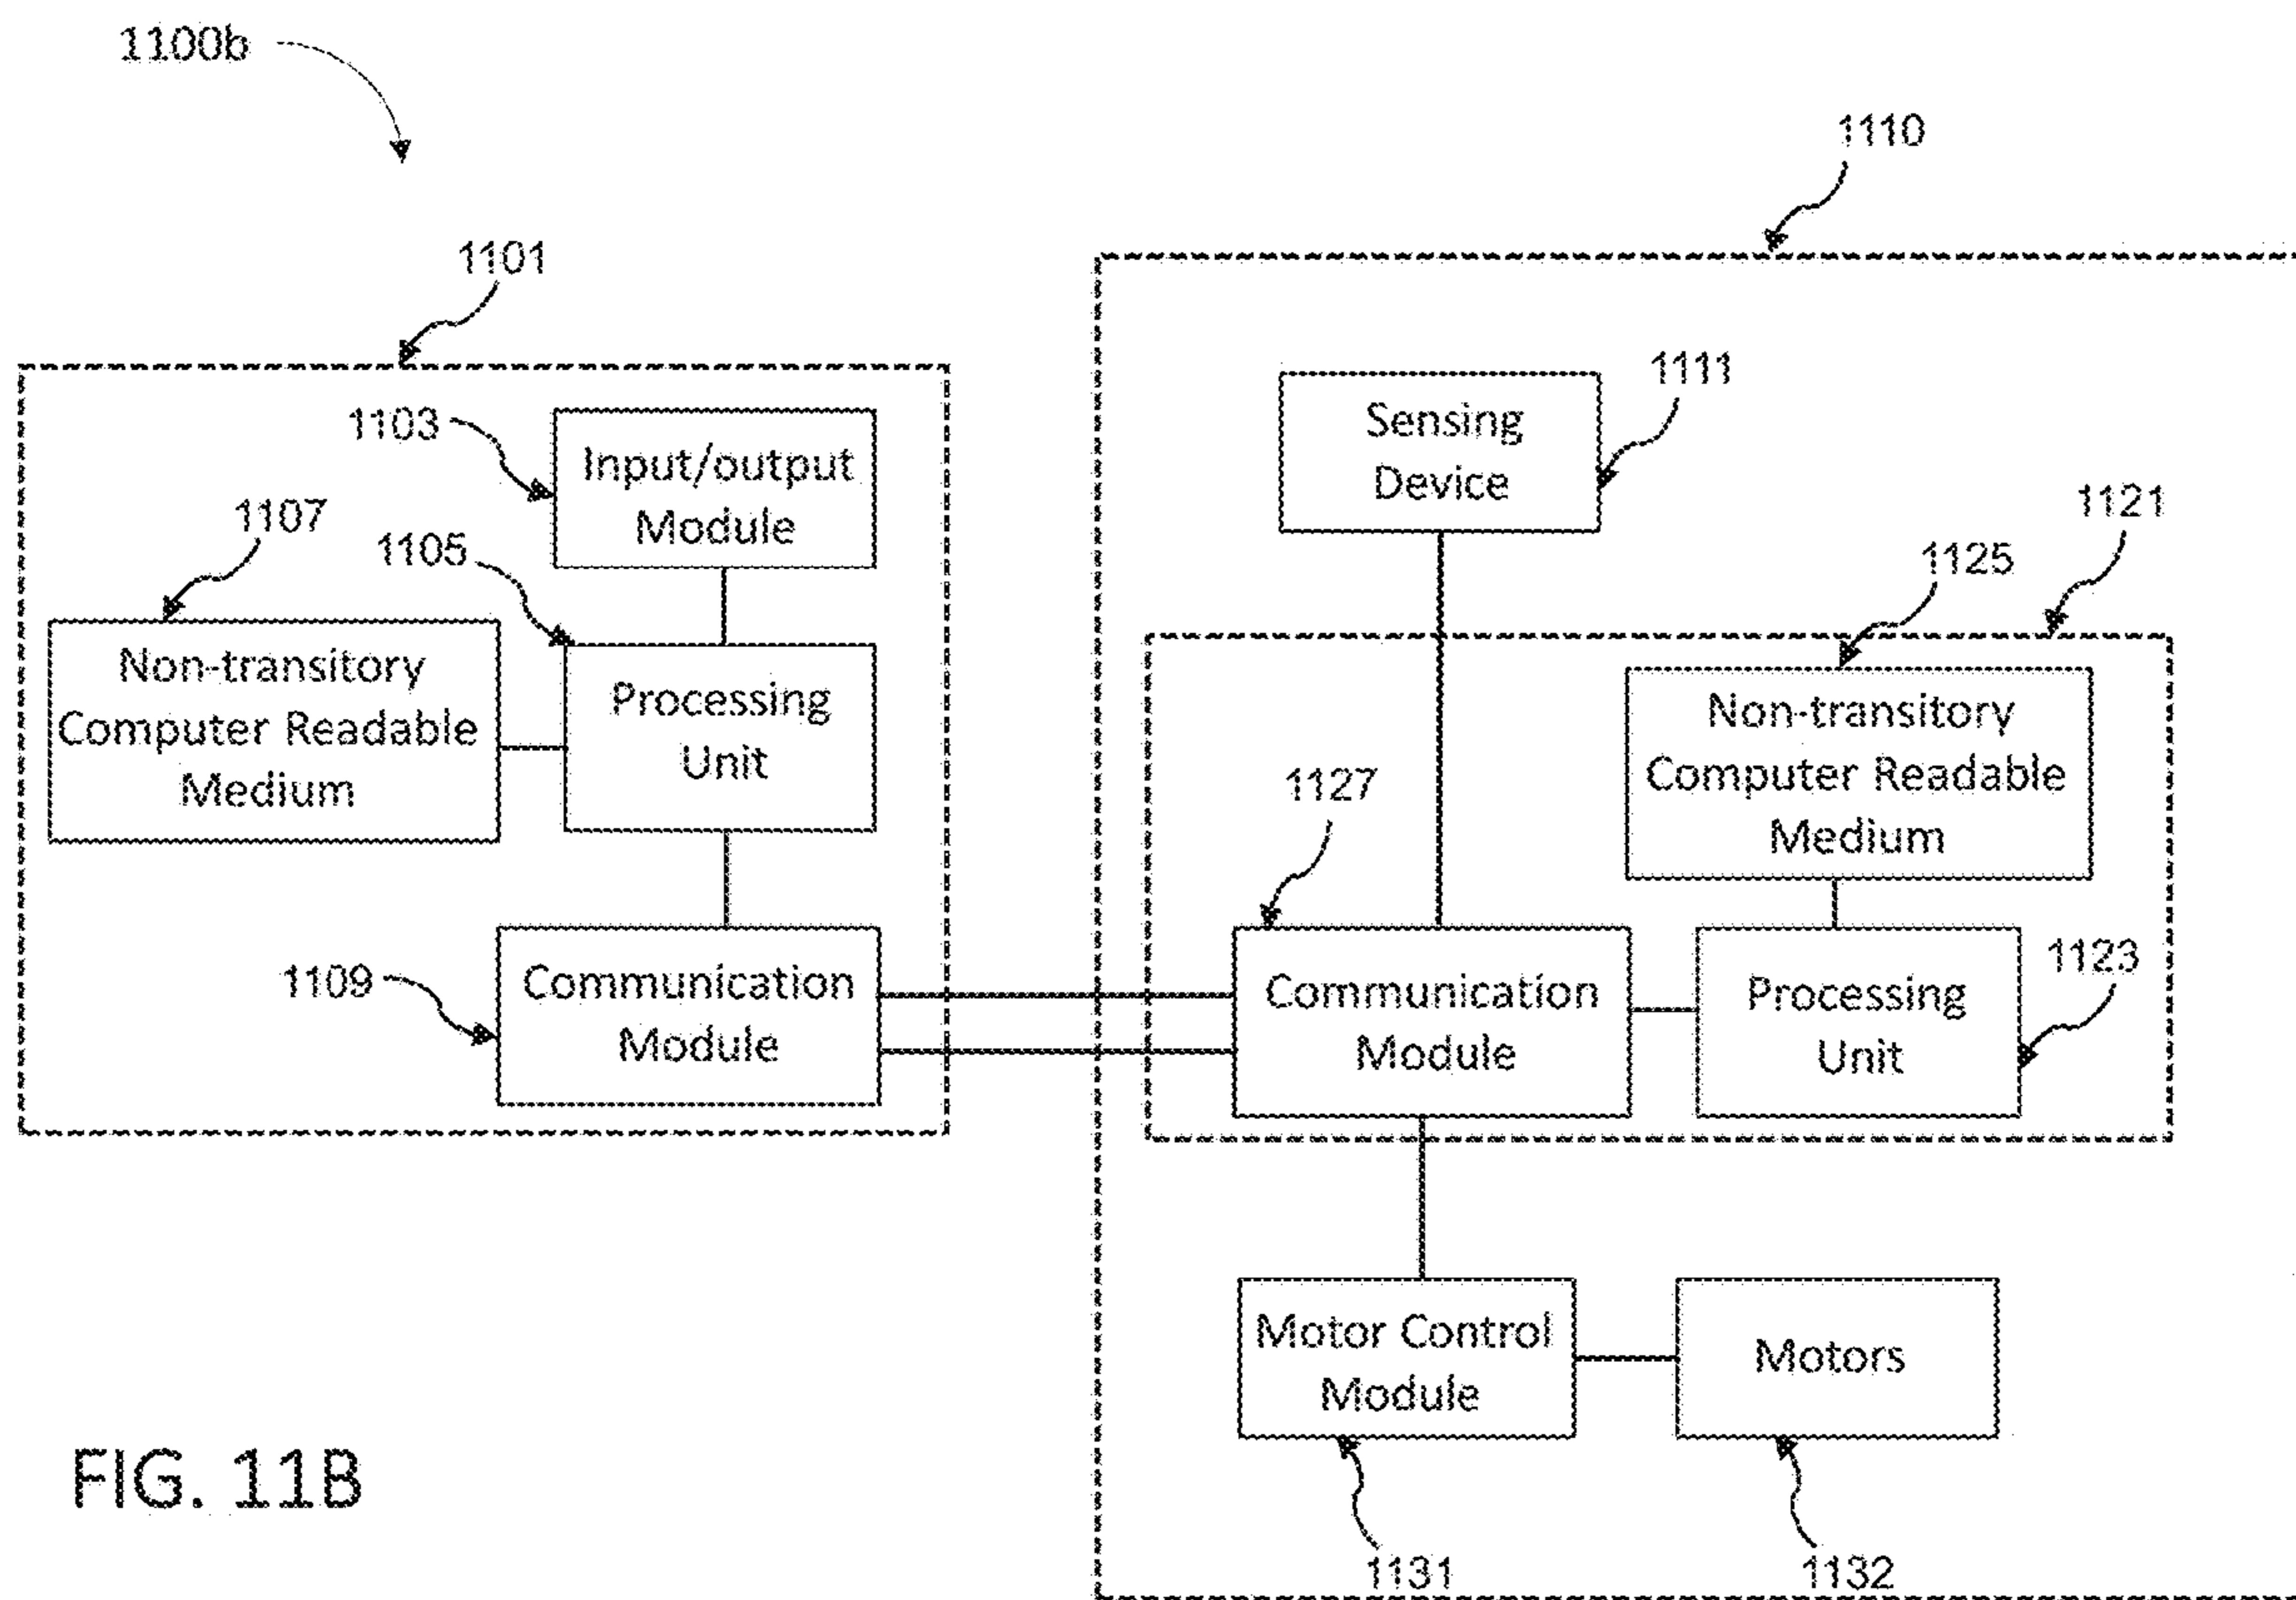 1100b
1110
1101
1103
Input/output
Module
1111
Sensing
Device
1107
1105
1121
1125
Non-transitory
Computer Readable
Medium
Processing
Unit
Non-transitory
Computer Readable
Medium
1127
1109
Communication
Module
Communication
Module
Processing
Unit
1123
Motor Control
Module
Motors
1131
1132
FIG. 11B